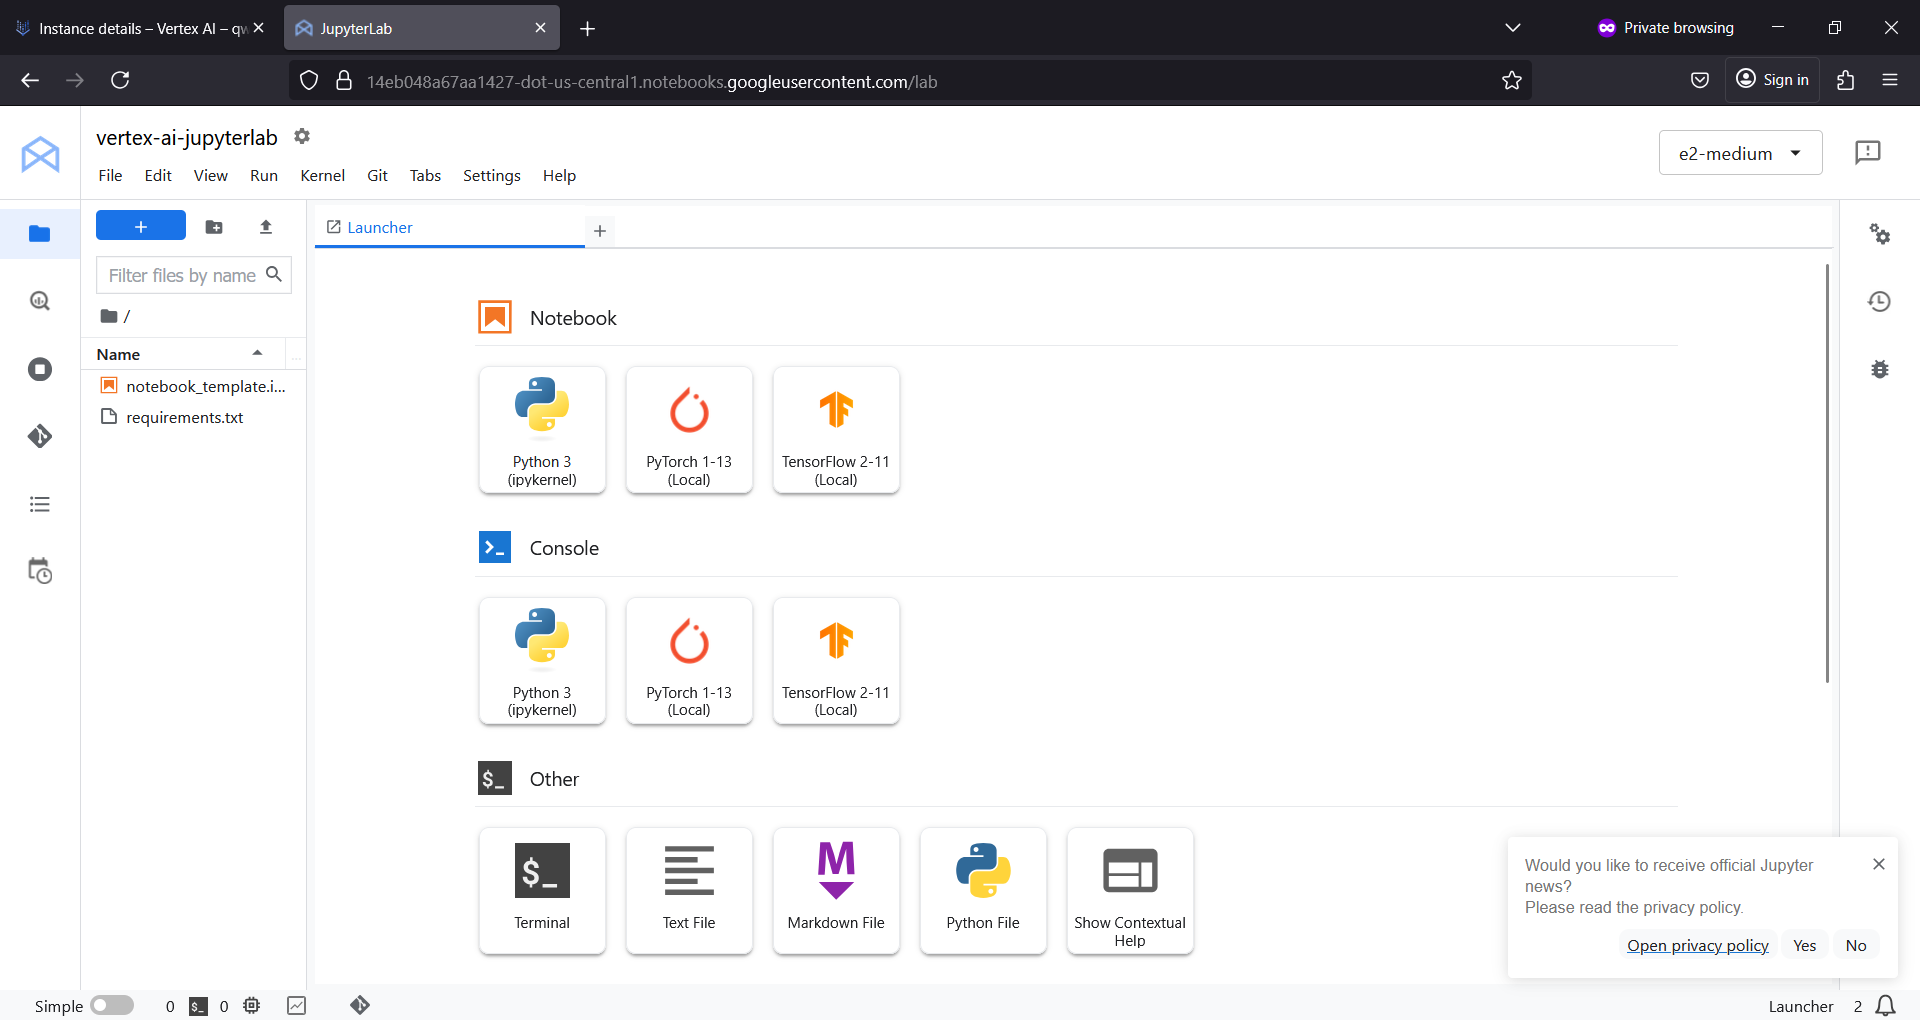 Instance details – Vertex AI – qw
JupyterLab
Private browsing
14eb048a67aa1427-dot-us-central1.notebooks.googleusercontent.com/lab
Sign in
vertex-ai-jupyterlab
e2-medium
File Edit View Run Kernel Git Tabs Settings Help
Launcher
Filter files by name
/
Name
...
notebook_template.i...
requirements.txt
Notebook
Python 3
(ipykernel)
PyTorch 1-13
(Local)
TensorFlow 2-11
(Local)
Console
Python 3
(ipykernel)
PyTorch 1-13
(Local)
TensorFlow 2-11
(Local)
$_
Other
$_
Terminal
Text File
M
Markdown File
Python File
Show Contextual
Help
Would you like to receive official Jupyter
news?
Please read the privacy policy.
Open privacy policy
Yes
No
Simple
0
$_
0
Launcher
2